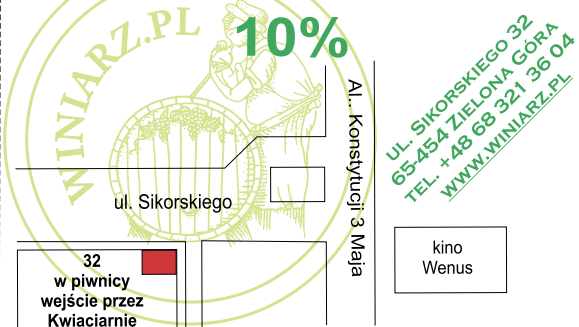 WINIARZ.PL
10%
UL. SIKORSKIEGO 32
65-454 ZIELONA GÓRA
TEL. +48 68 321 36 04
WWW.WINIARZ.PL
Al.. Konstytucji 3 Maja
ul. Sikorskiego
kino
Wenus
32
w piwnicy
wejście przez
Kwiaciarnie